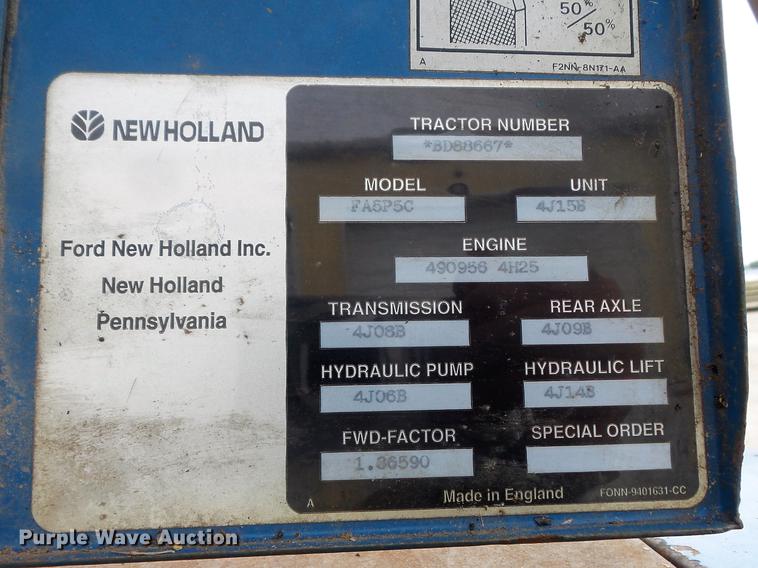 50%
50%
A F2NN-8N171-AA
NEW HOLLAND
Ford New Holland Inc.
New Holland
Pennsylvania
TRACTOR NUMBER
*BD88667*
MODEL UNIT
FA5P5C 4J15B
ENGINE
490956 4H25
TRANSMISSION REAR AXLE
4J08B 4J09B
HYDRAULIC PUMP HYDRAULIC LIFT
4J06B 4J14B
FWD-FACTOR SPECIAL ORDER
1.36590
A Made in England FONN-9401631-CC
Purple Wave Auction